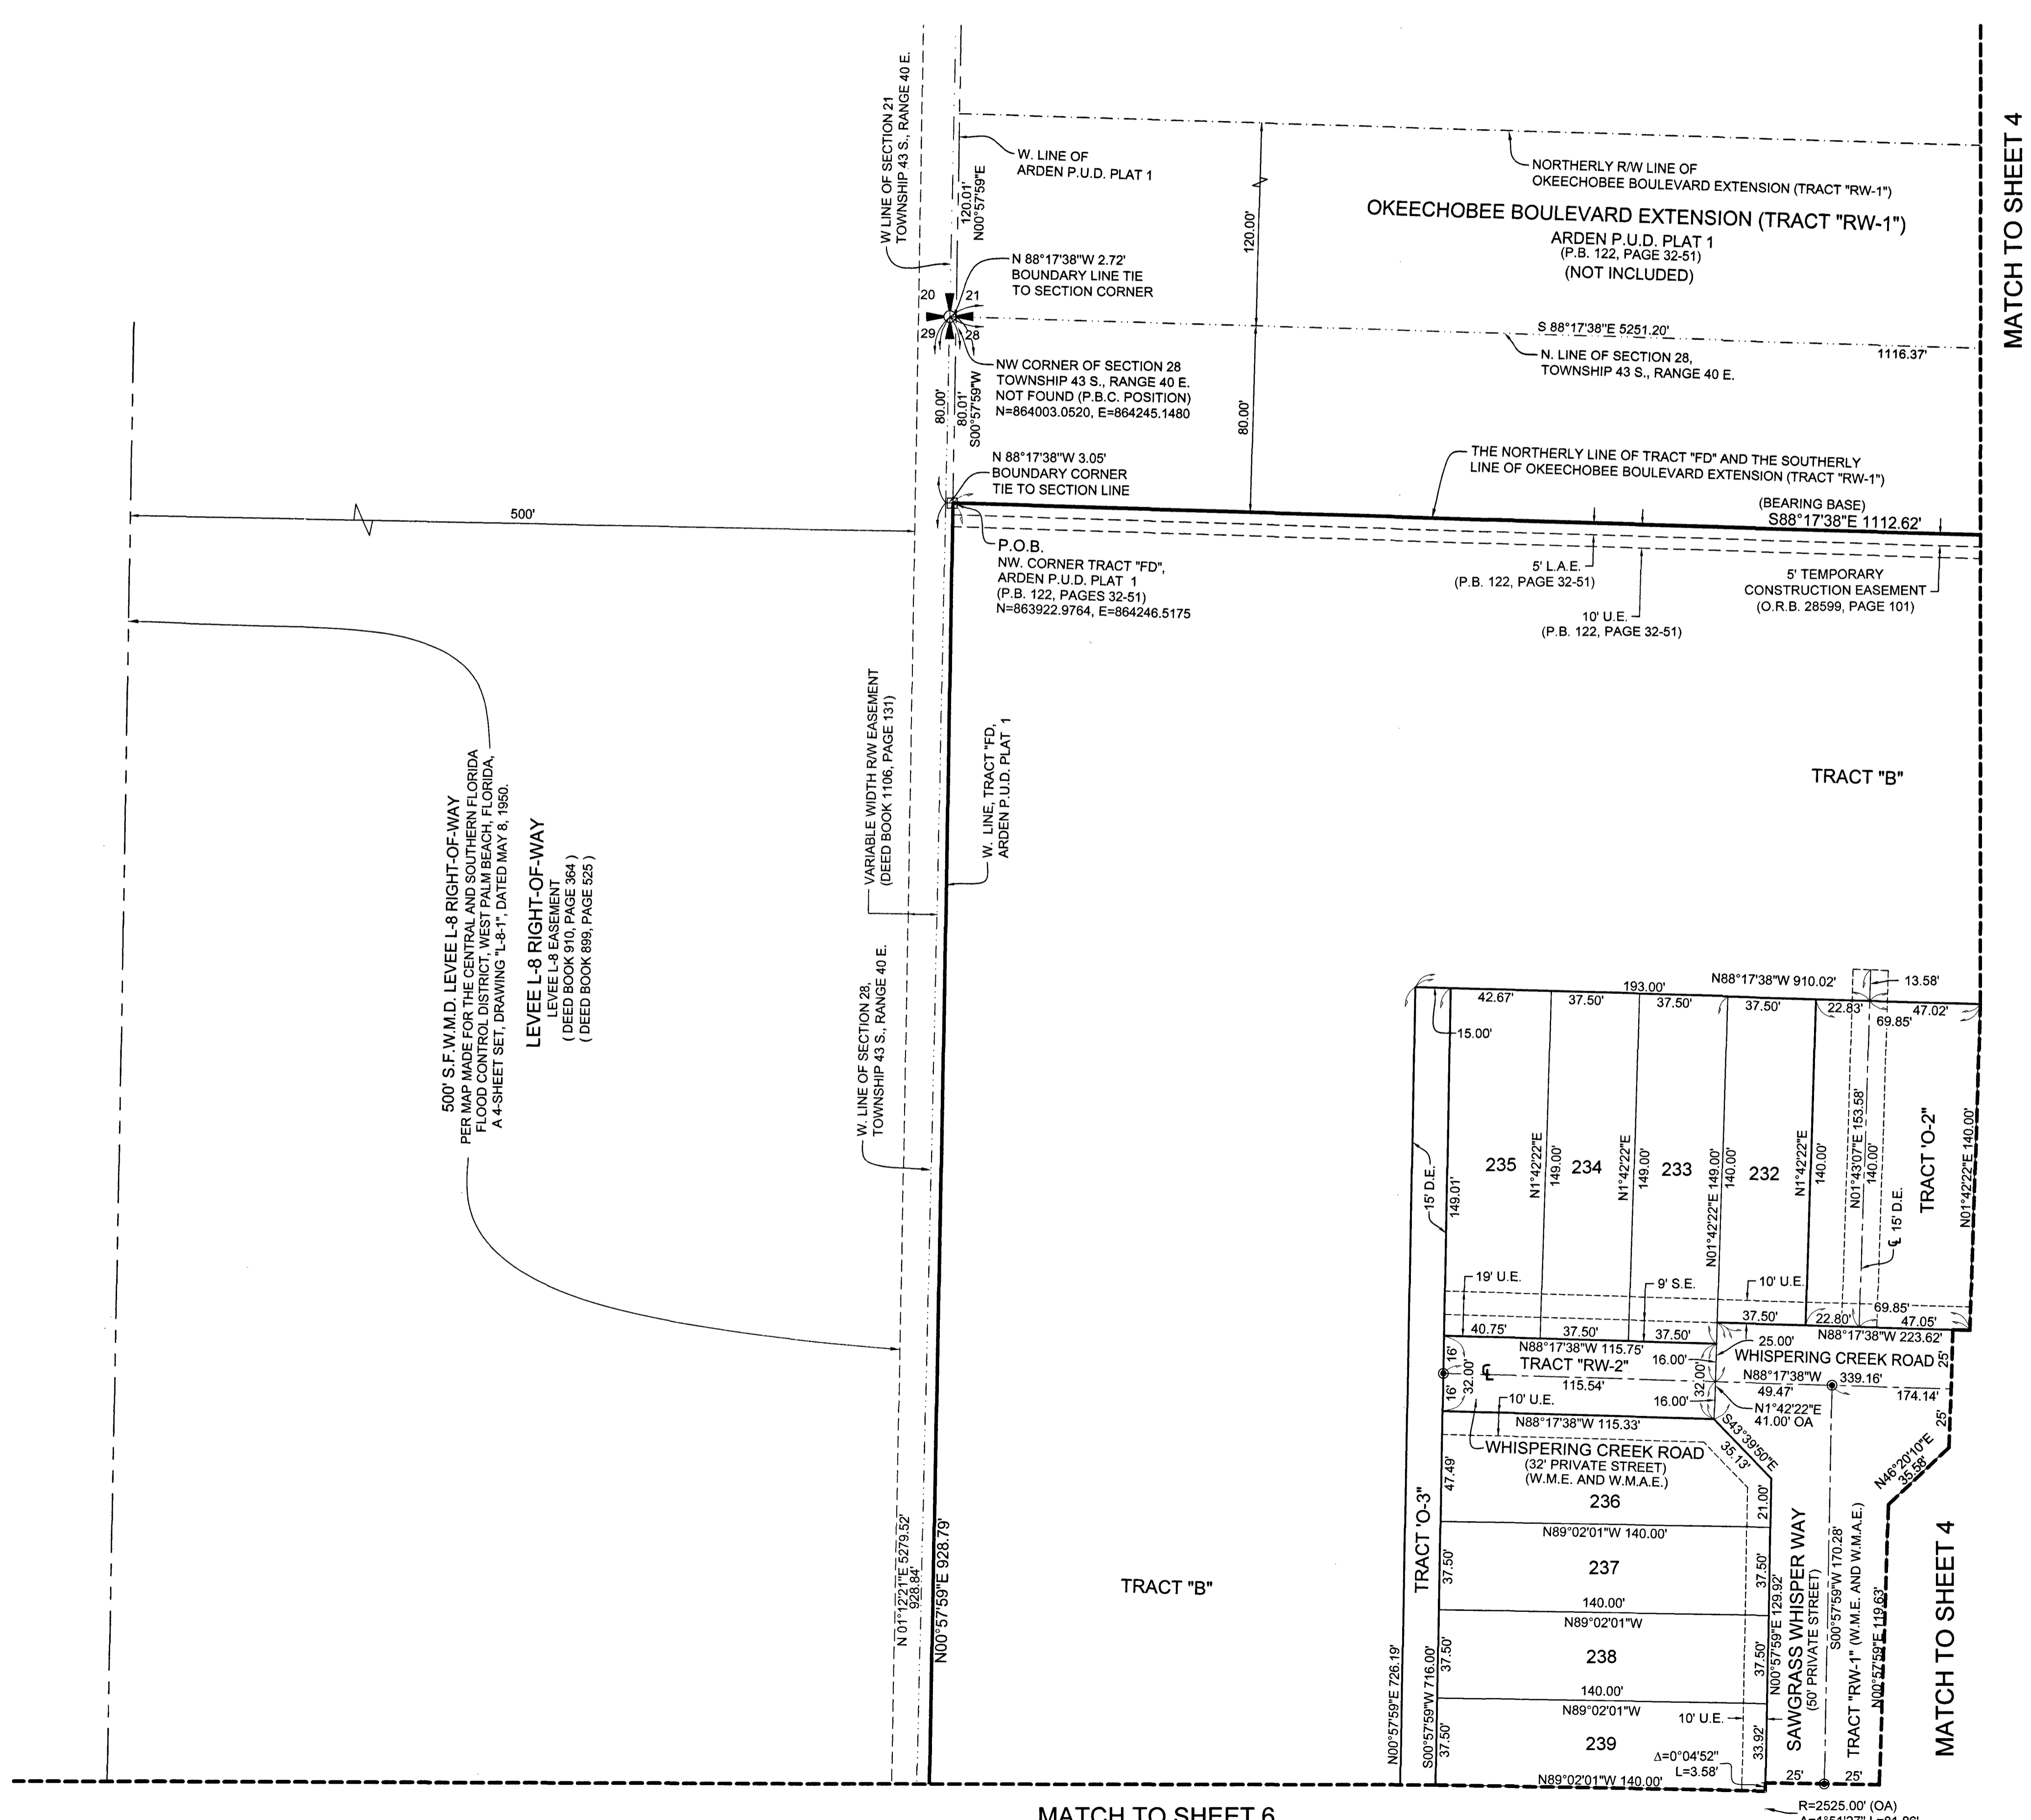 W LINE OF SECTION 21
TOWNSHIP 43 S., RANGE 40 E.
W. LINE OF
ARDEN P.U.D. PLAT 1
120.01'
N00°57'59"E
NORTHERLY R/W LINE OF
OKEECHOBEE BOULEVARD EXTENSION (TRACT "RW-1")
OKEECHOBEE BOULEVARD EXTENSION (TRACT "RW-1")
ARDEN P.U.D. PLAT 1
(P.B. 122, PAGE 32-51)
(NOT INCLUDED)
120.00'
MATCH TO SHEET 4
N 88°17'38"W 2.72'
BOUNDARY LINE TIE
TO SECTION CORNER
20
21
29
28
S 88°17'38"E 5251.20'
1116.37'
N. LINE OF SECTION 28,
TOWNSHIP 43 S., RANGE 40 E.
NW CORNER OF SECTION 28
TOWNSHIP 43 S., RANGE 40 E.
NOT FOUND (P.B.C. POSITION)
N=864003.0520, E=864245.1480
80.00'
80.01'
S00°57'59"W
80.00'
N 88°17'38"W 3.05'
BOUNDARY CORNER
TIE TO SECTION LINE
THE NORTHERLY LINE OF TRACT "FD" AND THE SOUTHERLY
LINE OF OKEECHOBEE BOULEVARD EXTENSION (TRACT "RW-1")
(BEARING BASE)
S88°17'38"E 1112.62'
500'
P.O.B.
NW. CORNER TRACT "FD",
ARDEN P.U.D. PLAT 1
(P.B. 122, PAGES 32-51)
N=863922.9764, E=864246.5175
5' L.A.E.
(P.B. 122, PAGE 32-51)
10' U.E.
(P.B. 122, PAGE 32-51)
5' TEMPORARY
CONSTRUCTION EASEMENT
(O.R.B. 28599, PAGE 101)
VARIABLE WIDTH R/W EASEMENT
(DEED BOOK 1106, PAGE 131)
W. LINE, TRACT "FD,
ARDEN P.U.D. PLAT 1
TRACT "B"
500' S.F.W.M.D. LEVEE L-8 RIGHT-OF-WAY
PER MAP MADE FOR THE CENTRAL AND SOUTHERN FLORIDA
FLOOD CONTROL DISTRICT, WEST PALM BEACH, FLORIDA,
A 4-SHEET SET, DRAWING "L-8-1", DATED MAY 8, 1950.
LEVEE L-8 RIGHT-OF-WAY
LEVEE L-8 EASEMENT
( DEED BOOK 910, PAGE 364 )
( DEED BOOK 899, PAGE 525 )
W. LINE OF SECTION 28,
TOWNSHIP 43 S., RANGE 40 E.
N88°17'38"W 910.02'
13.58'
193.00'
42.67'
37.50'
37.50'
37.50'
22.83'
47.02'
69.85'
15.00'
15' D.E.
149.01'
235
N1°42'22"E
149.00'
234
N1°42'22"E
149.00'
233
N01°42'22"E 149.00'
140.00'
232
N1°42'22"E
140.00'
N01°43'07"E 153.58'
140.00'
15' D.E.
TRACT 'O-2"
N01°42'22"E 140.00'
19' U.E.
9' S.E.
10' U.E.
69.85'
40.75'
37.50'
37.50'
37.50'
22.80'
47.05'
N88°17'38"W 115.75'
25.00'
N88°17'38"W 223.62'
16'
32.00'
16'
TRACT "RW-2"
115.54'
16.00'
32.00'
16.00'
WHISPERING CREEK ROAD
25'
N88°17'38"W
339.16'
49.47'
174.14'
N1°42'22"E
41.00' OA
25'
10' U.E.
N88°17'38"W 115.33'
WHISPERING CREEK ROAD
(32' PRIVATE STREET)
(W.M.E. AND W.M.A.E.)
S43°39'50"E
35.13'
N46°20'10"E
35.58'
47.49'
236
21.00'
N89°02'01"W 140.00'
TRACT 'O-3"
37.50'
237
37.50'
140.00'
N89°02'01"W
37.50'
238
37.50'
140.00'
N89°02'01"W
37.50'
239
33.92'
10' U.E.
Δ=0°04'52"
L=3.58'
N89°02'01"W 140.00'
N00°57'59"E 129.92'
SAWGRASS WHISPER WAY
(50' PRIVATE STREET)
S00°57'59"W 170.28'
TRACT "RW-1" (W.M.E. AND W.M.A.E.)
N00°57'59"E 119.63'
25'
25'
MATCH TO SHEET 4
N 01°12'21"E 5279.52'
928.84'
N00°57'59"E 928.79'
TRACT "B"
N00°57'59"E 726.19'
S00°57'59"W 716.00'
MATCH TO SHEET 6
R=2525.00' (OA)